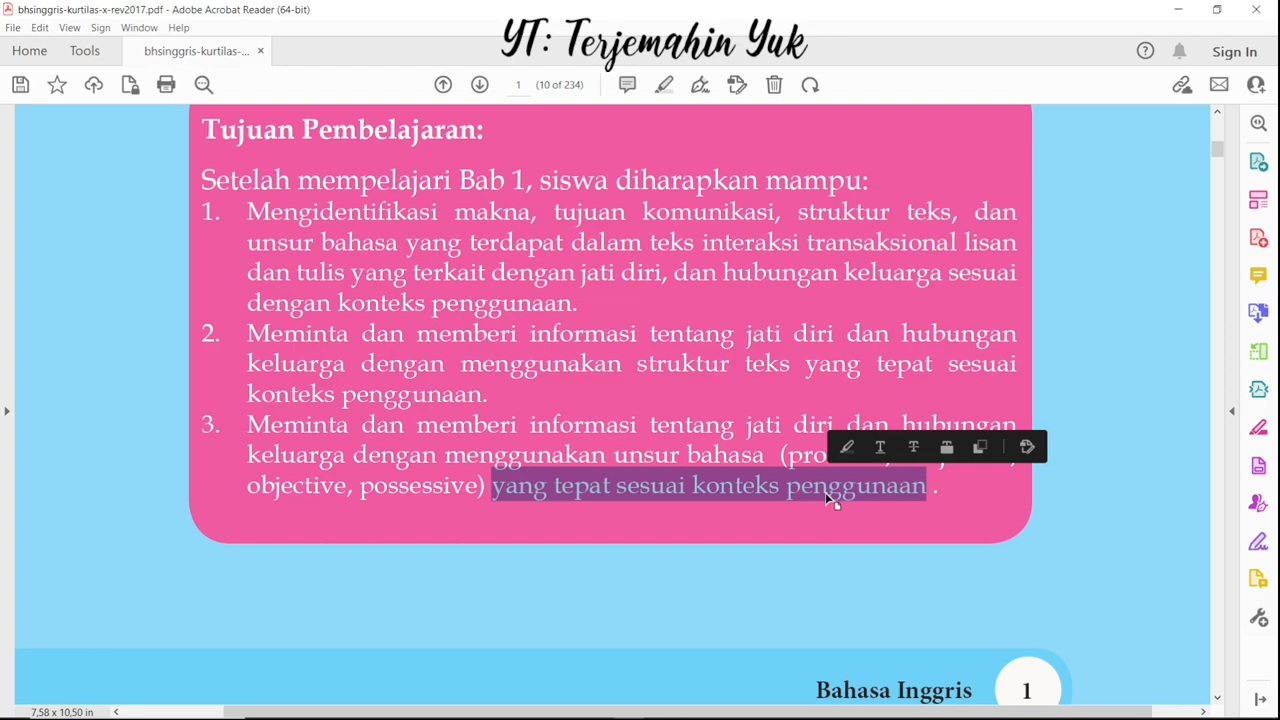 bhsinggris-kurtilas-x-rev2017.pdf - Adobe Acrobat Reader (64-bit)
File Edit View Sign Window Help
YT: Terjemahin Yuk
Home Tools bhsinggris-kurtilas-... × Sign In
1 (10 of 234)
Tujuan Pembelajaran:
Setelah mempelajari Bab 1, siswa diharapkan mampu:
1. Mengidentifikasi makna, tujuan komunikasi, struktur teks, dan
unsur bahasa yang terdapat dalam teks interaksi transaksional lisan
dan tulis yang terkait dengan jati diri, dan hubungan keluarga sesuai
dengan konteks penggunaan.
2. Meminta dan memberi informasi tentang jati diri dan hubungan
keluarga dengan menggunakan struktur teks yang tepat sesuai
konteks penggunaan.
3. Meminta dan memberi informasi tentang jati diri dan hubungan
keluarga dengan menggunakan unsur bahasa
objective, possessive) yang tepat sesuai konteks penggunaan .
Bahasa Inggris 1
7,58 x 10,50 in